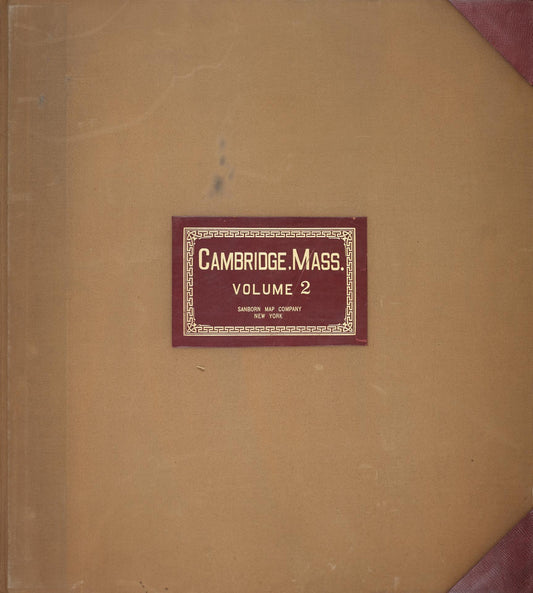 CAMBRIDGE.MASS.
VOLUME 2
SANBORN MAP COMPANY
NEW YORK